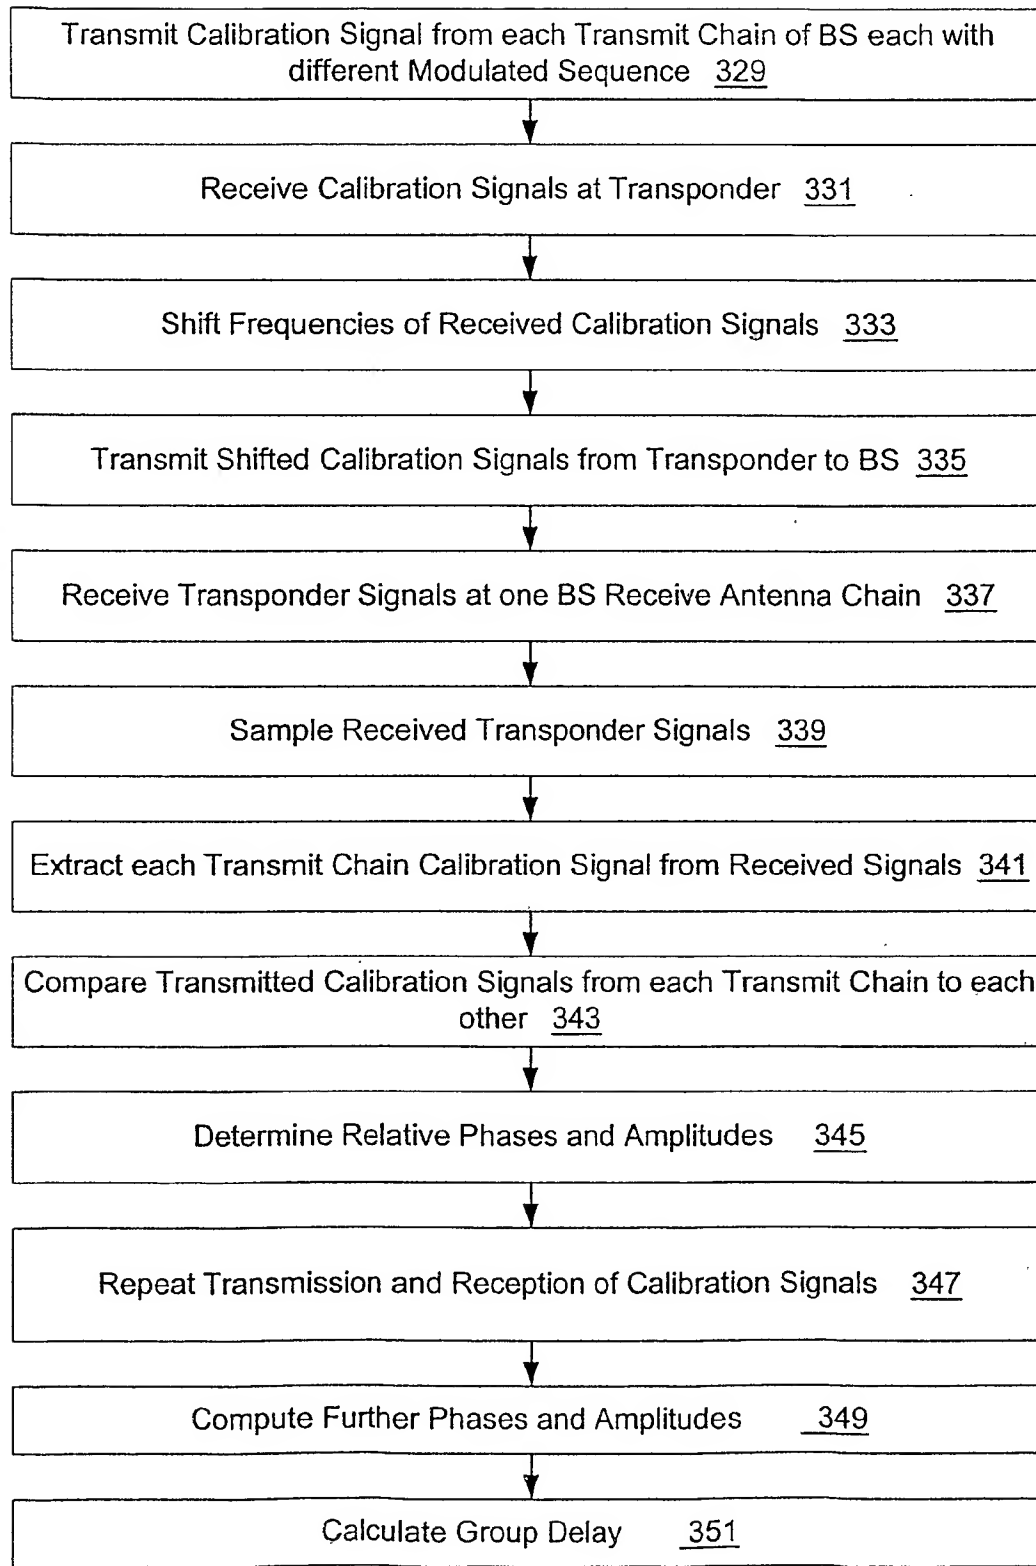 Transmit Calibration Signal from each Transmit Chain of BS each with
different Modulated Sequence 329
Receive Calibration Signals at Transponder 331
Shift Frequencies of Received Calibration Signals 333
Transmit Shifted Calibration Signals from Transponder to BS 335
Receive Transponder Signals at one BS Receive Antenna Chain 337
Sample Received Transponder Signals 339
Extract each Transmit Chain Calibration Signal from Received Signals 341
Compare Transmitted Calibration Signals from each Transmit Chain to each
other 343
Determine Relative Phases and Amplitudes 345
Repeat Transmission and Reception of Calibration Signals 347
Compute Further Phases and Amplitudes 349
Calculate Group Delay 351